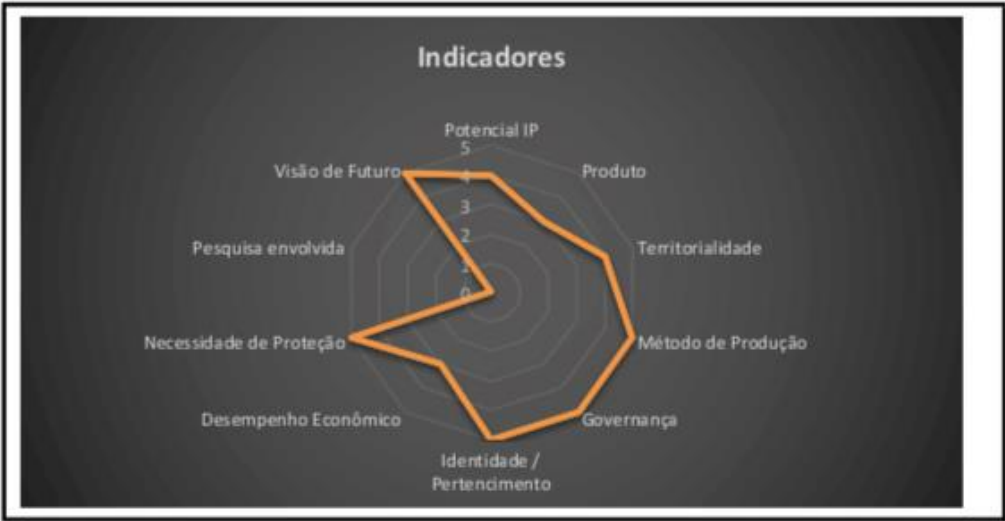 Indicadores
Potencial IP
Produto
Territorialidade
Método de Produção
Governança
Identidade /
Pertencimento
Desempenho Econômico
Necessidade de Proteção
Pesquisa envolvida
Visão de Futuro
5
4
3
2
1
0